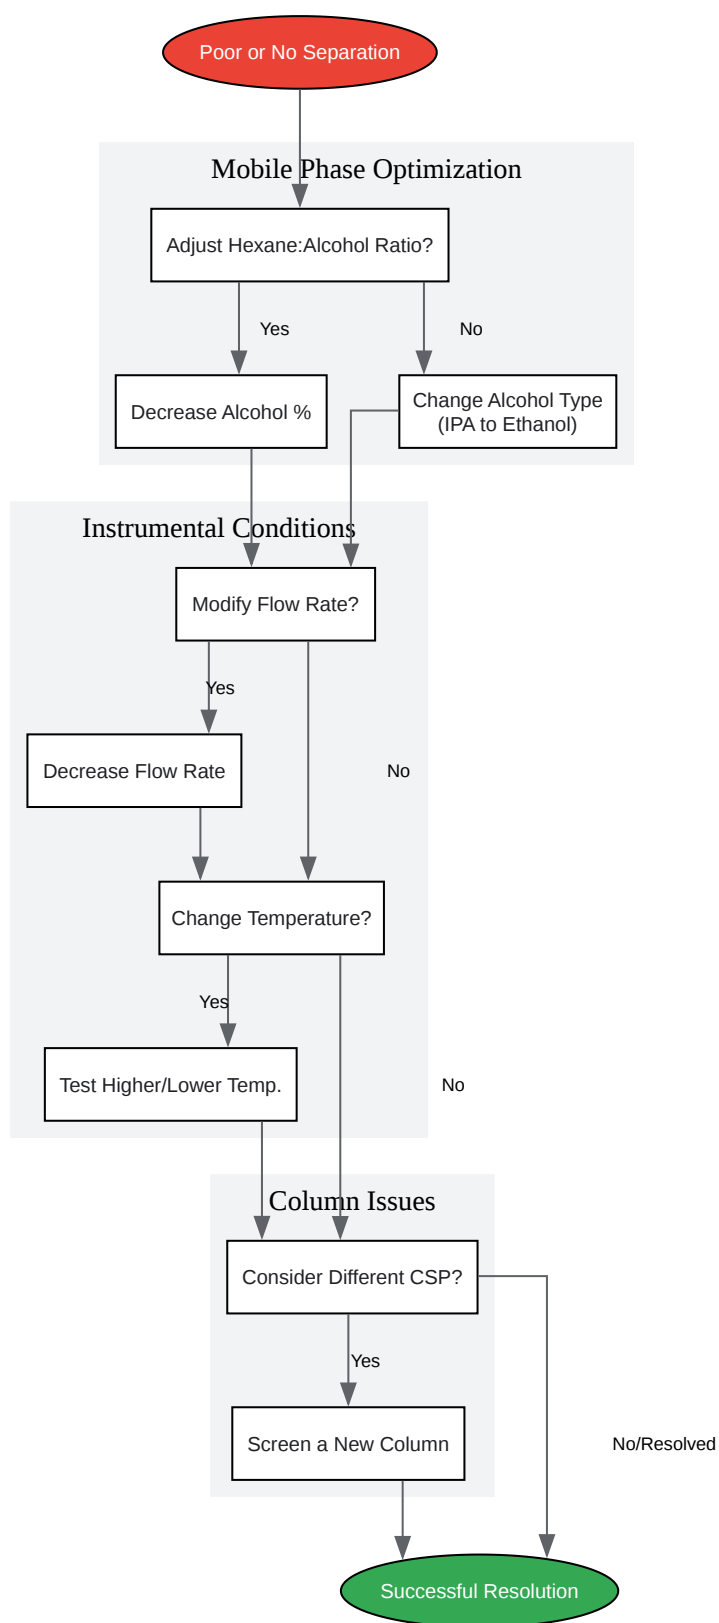 Poor or No Separation
Mobile Phase Optimization
Adjust Hexane:Alcohol Ratio?
Yes
No
Decrease Alcohol %
Change Alcohol Type
(IPA to Ethanol)
Instrumental Conditions
Modify Flow Rate?
Yes
Decrease Flow Rate
No
Change Temperature?
Yes
Test Higher/Lower Temp.
No
Column Issues
Consider Different CSP?
Yes
Screen a New Column
No/Resolved
Successful Resolution